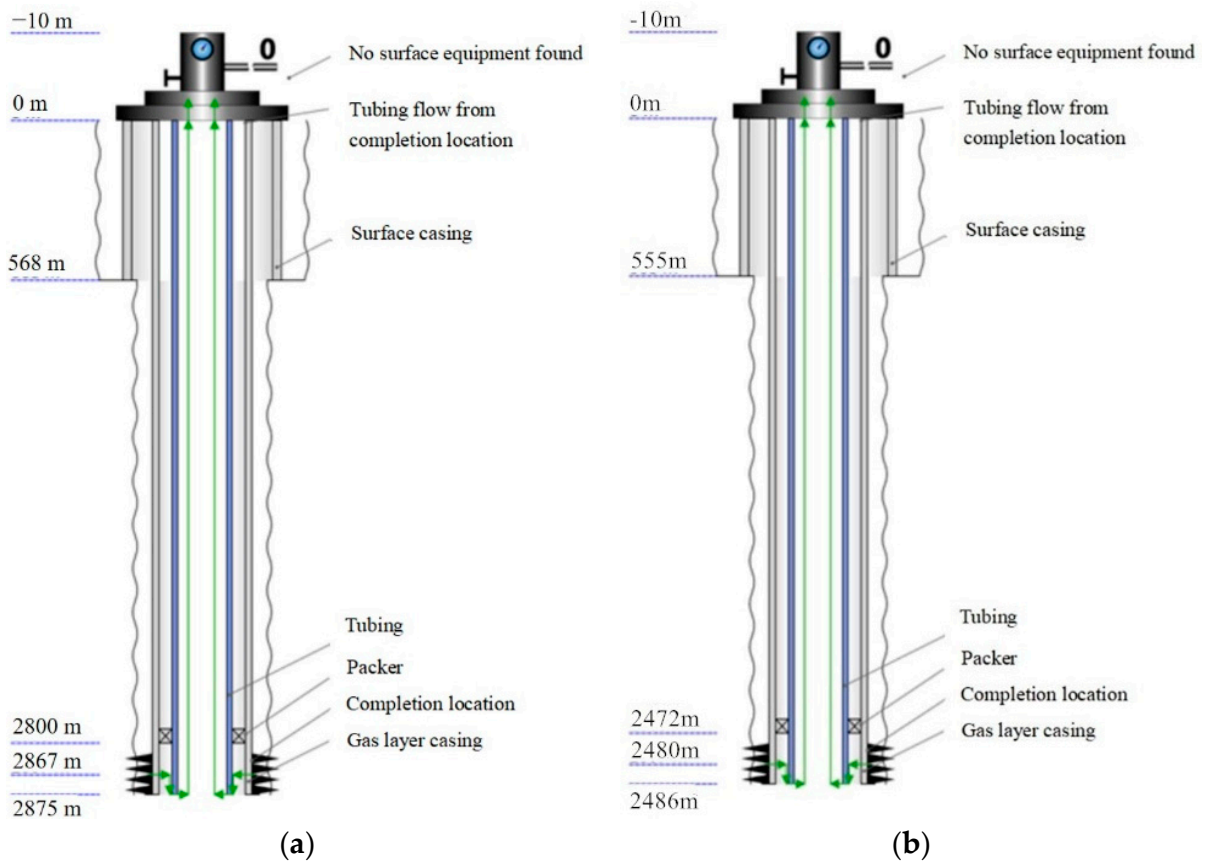 −10 m
No surface equipment found
0 m
Tubing flow from
completion location
Surface casing
568 m
Tubing
Packer
Completion location
Gas layer casing
2800 m
2867 m
2875 m
(a)
-10m
No surface equipment found
0m
Tubing flow from
completion location
Surface casing
555m
Tubing
Packer
Completion location
Gas layer casing
2472m
2480m
2486m
(b)